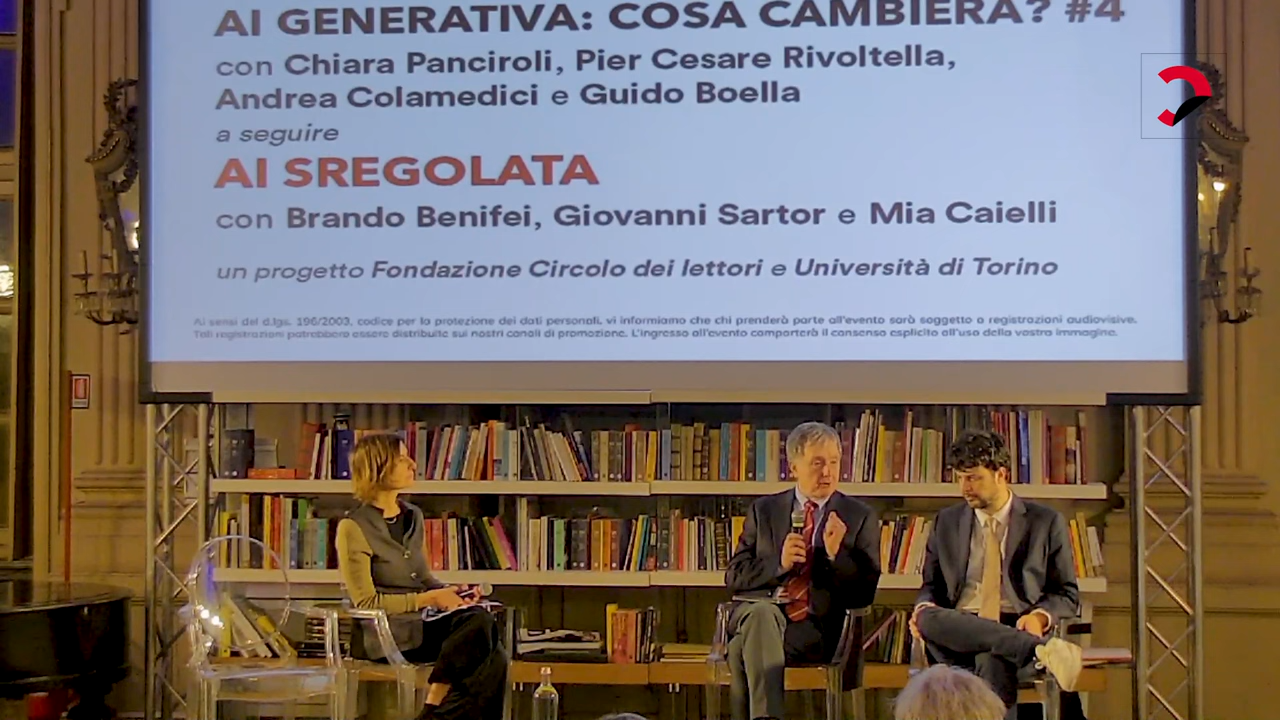 AI GENERATIVA: COSA CAMBIERÀ? #4
con Chiara Panciroli, Pier Cesare Rivoltella,
Andrea Colamedici e Guido Boella
a seguire
AI SREGOLATA
con Brando Benifei, Giovanni Sartor e Mia Caielli
un progetto Fondazione Circolo dei lettori e Università di Torino
Ai sensi del d.lgs. 196/2003, codice per la protezione dei dati personali, vi informiamo che chi prenderà parte all'evento sarà soggetto a registrazioni audiovisive.
Tali registrazioni potrebbero essere distribuite sui nostri canali di promozione. L'ingresso all'evento comporterà il consenso esplicito all'uso della vostra immagine.